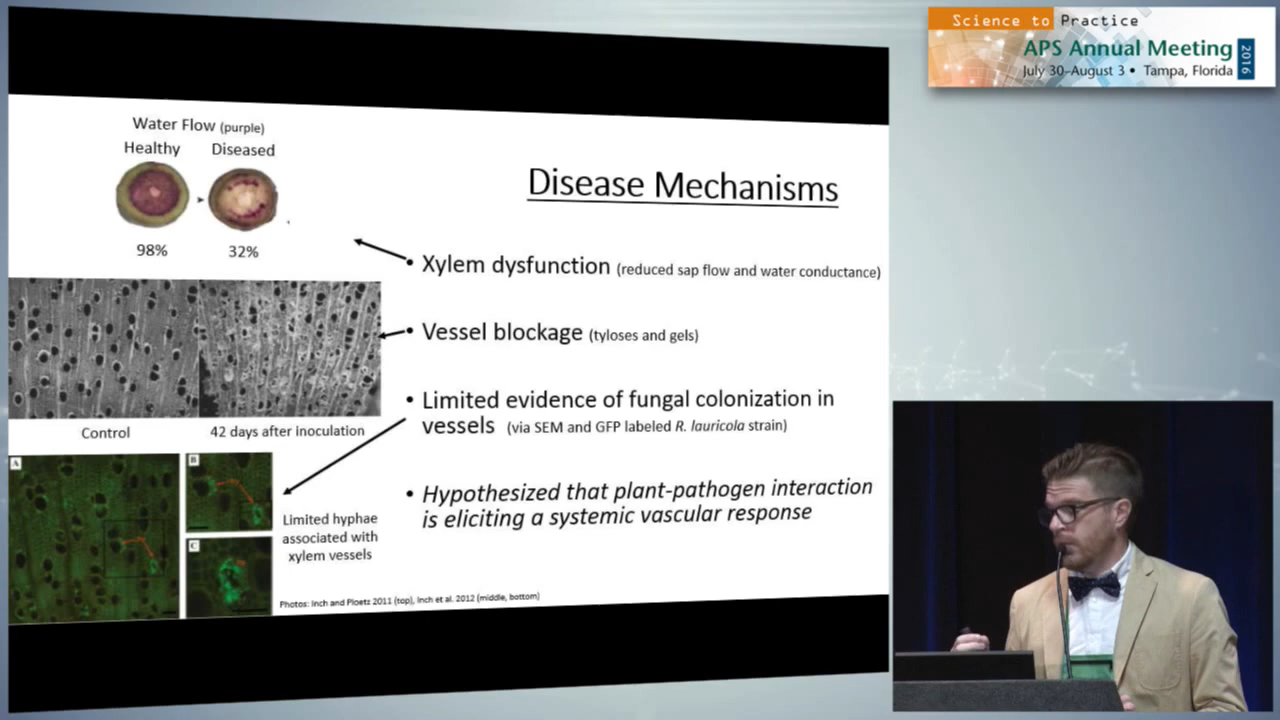 Science to Practice
APS Annual Meeting
2016
July 30–August 3 • Tampa, Florida
Water Flow (purple)
Healthy Diseased
98% 32%
Disease Mechanisms
• Xylem dysfunction (reduced sap flow and water conductance)
• Vessel blockage (tyloses and gels)
• Limited evidence of fungal colonization in
vessels (via SEM and GFP labeled R. lauricola strain)
• Hypothesized that plant-pathogen interaction
is eliciting a systemic vascular response
Control 42 days after inoculation
A
B
C
Limited hyphae
associated with
xylem vessels
Photos: Inch and Ploetz 2011 (top), Inch et al. 2012 (middle, bottom)